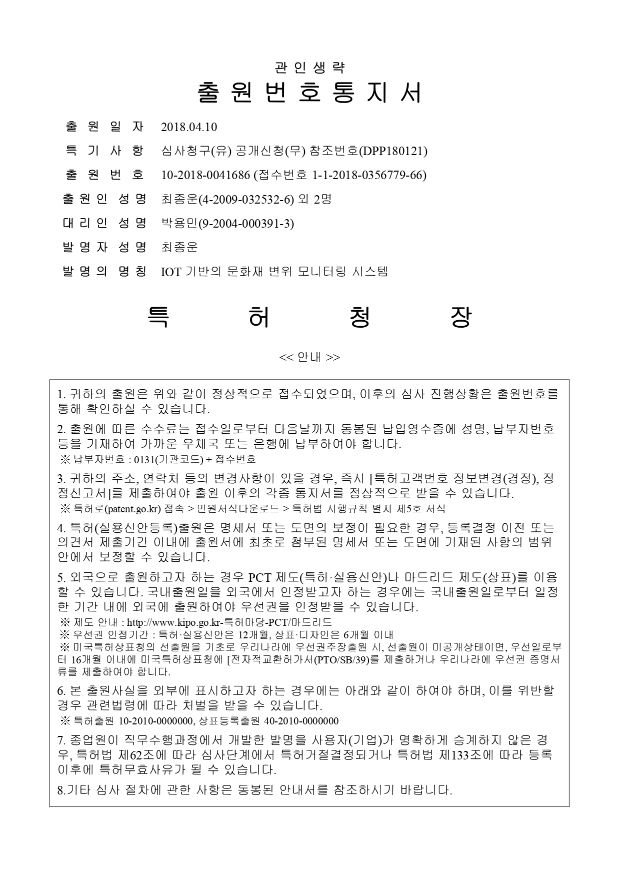 관 인 생 략
출 원 번 호 통 지 서
출 원 일 자 2018.04.10
특 기 사 항 심사청구(유) 공개신청(무) 참조번호(DPP180121)
출 원 번 호 10-2018-0041686 (접수번호 1-1-2018-0356779-66)
출 원 인 성 명 최종운(4-2009-032532-6) 외 2명
대 리 인 성 명 박용민(9-2004-000391-3)
발 명 자 성 명 최종운
발 명 의 명 칭 IOT 기반의 문화재 변위 모니터링 시스템
특 허 청 장
<< 안내 >>
1. 귀하의 출원은 위와 같이 정상적으로 접수되었으며, 이후의 심사 진행상황은 출원번호를
통해 확인하실 수 있습니다.
2. 출원에 따른 수수료는 접수일로부터 다음날까지 동봉된 납입영수증에 성명, 납부자번호
등을 기재하여 가까운 우체국 또는 은행에 납부하여야 합니다.
※ 납부자번호 : 0131(기관코드) + 접수번호
3. 귀하의 주소, 연락처 등의 변경사항이 있을 경우, 즉시 [특허고객번호 정보변경(경정), 정
정신고서]를 제출하여야 출원 이후의 각종 통지서를 정상적으로 받을 수 있습니다.
※ 특허로(patent.go.kr) 접속 > 민원서식다운로드 > 특허법 시행규칙 별지 제5호 서식
4. 특허(실용신안등록)출원은 명세서 또는 도면의 보정이 필요한 경우, 등록결정 이전 또는
의견서 제출기간 이내에 출원서에 최초로 첨부된 명세서 또는 도면에 기재된 사항의 범위
안에서 보정할 수 있습니다.
5. 외국으로 출원하고자 하는 경우 PCT 제도(특허·실용신안)나 마드리드 제도(상표)를 이용
할 수 있습니다. 국내출원일을 외국에서 인정받고자 하는 경우에는 국내출원일로부터 일정
한 기간 내에 외국에 출원하여야 우선권을 인정받을 수 있습니다.
※ 제도 안내 : http://www.kipo.go.kr-특허마당-PCT/마드리드
※ 우선권 인정기간 : 특허·실용신안은 12개월, 상표·디자인은 6개월 이내
※ 미국특허상표청의 선출원을 기초로 우리나라에 우선권주장출원 시, 선출원이 미공개상태이면, 우선일로부
터 16개월 이내에 미국특허상표청에 [전자적교환허가서(PTO/SB/39)를 제출하거나 우리나라에 우선권 증명서
류를 제출하여야 합니다.
6. 본 출원사실을 외부에 표시하고자 하는 경우에는 아래와 같이 하여야 하며, 이를 위반할
경우 관련법령에 따라 처벌을 받을 수 있습니다.
※ 특허출원 10-2010-0000000, 상표등록출원 40-2010-0000000
7. 종업원이 직무수행과정에서 개발한 발명을 사용자(기업)가 명확하게 승계하지 않은 경
우, 특허법 제62조에 따라 심사단계에서 특허거절결정되거나 특허법 제133조에 따라 등록
이후에 특허무효사유가 될 수 있습니다.
8.기타 심사 절차에 관한 사항은 동봉된 안내서를 참조하시기 바랍니다.